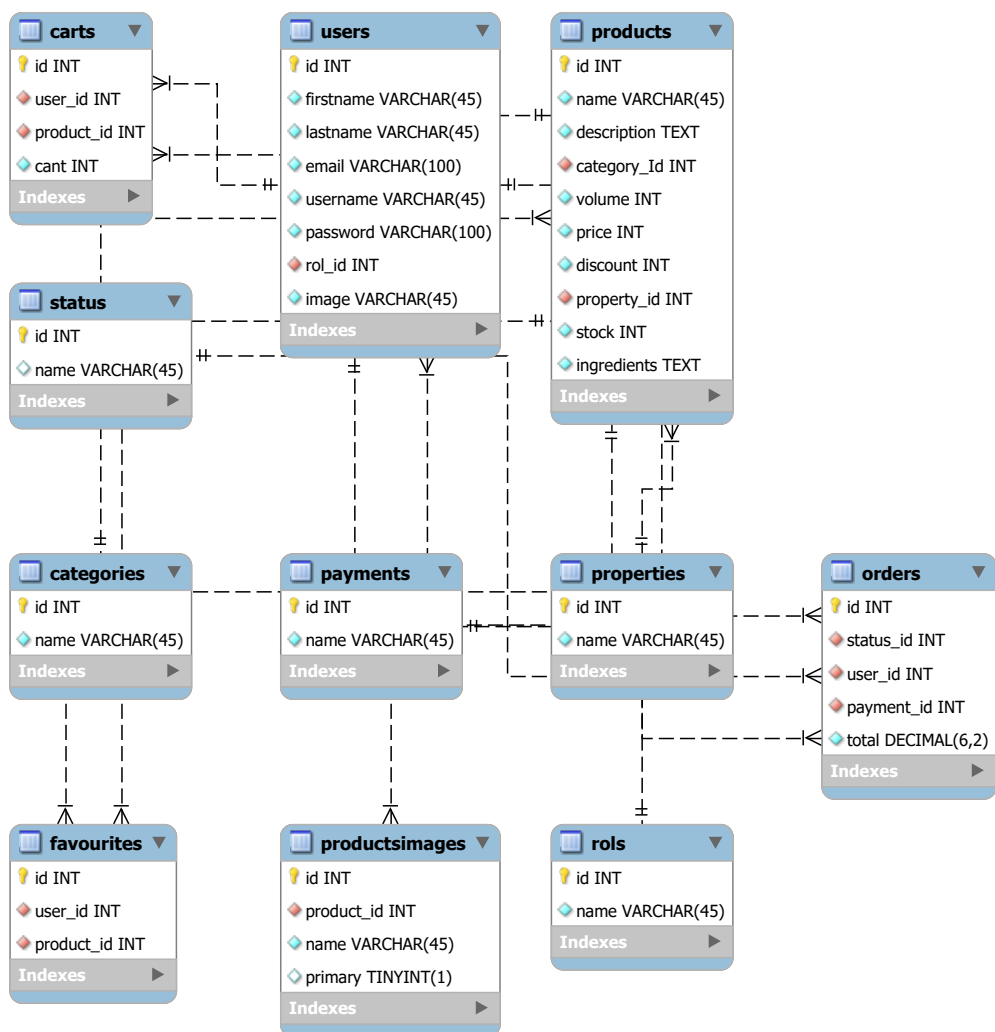 carts
id INT
user_id INT
product_id INT
cant INT
Indexes
users
id INT
firstname VARCHAR(45)
lastname VARCHAR(45)
email VARCHAR(100)
username VARCHAR(45)
password VARCHAR(100)
rol_id INT
image VARCHAR(45)
Indexes
products
id INT
name VARCHAR(45)
description TEXT
category_Id INT
volume INT
price INT
discount INT
property_id INT
stock INT
ingredients TEXT
Indexes
status
id INT
name VARCHAR(45)
Indexes
categories
id INT
name VARCHAR(45)
Indexes
payments
id INT
name VARCHAR(45)
Indexes
properties
id INT
name VARCHAR(45)
Indexes
orders
id INT
status_id INT
user_id INT
payment_id INT
total DECIMAL(6,2)
Indexes
favourites
id INT
user_id INT
product_id INT
Indexes
productsimages
id INT
product_id INT
name VARCHAR(45)
primary TINYINT(1)
Indexes
rols
id INT
name VARCHAR(45)
Indexes